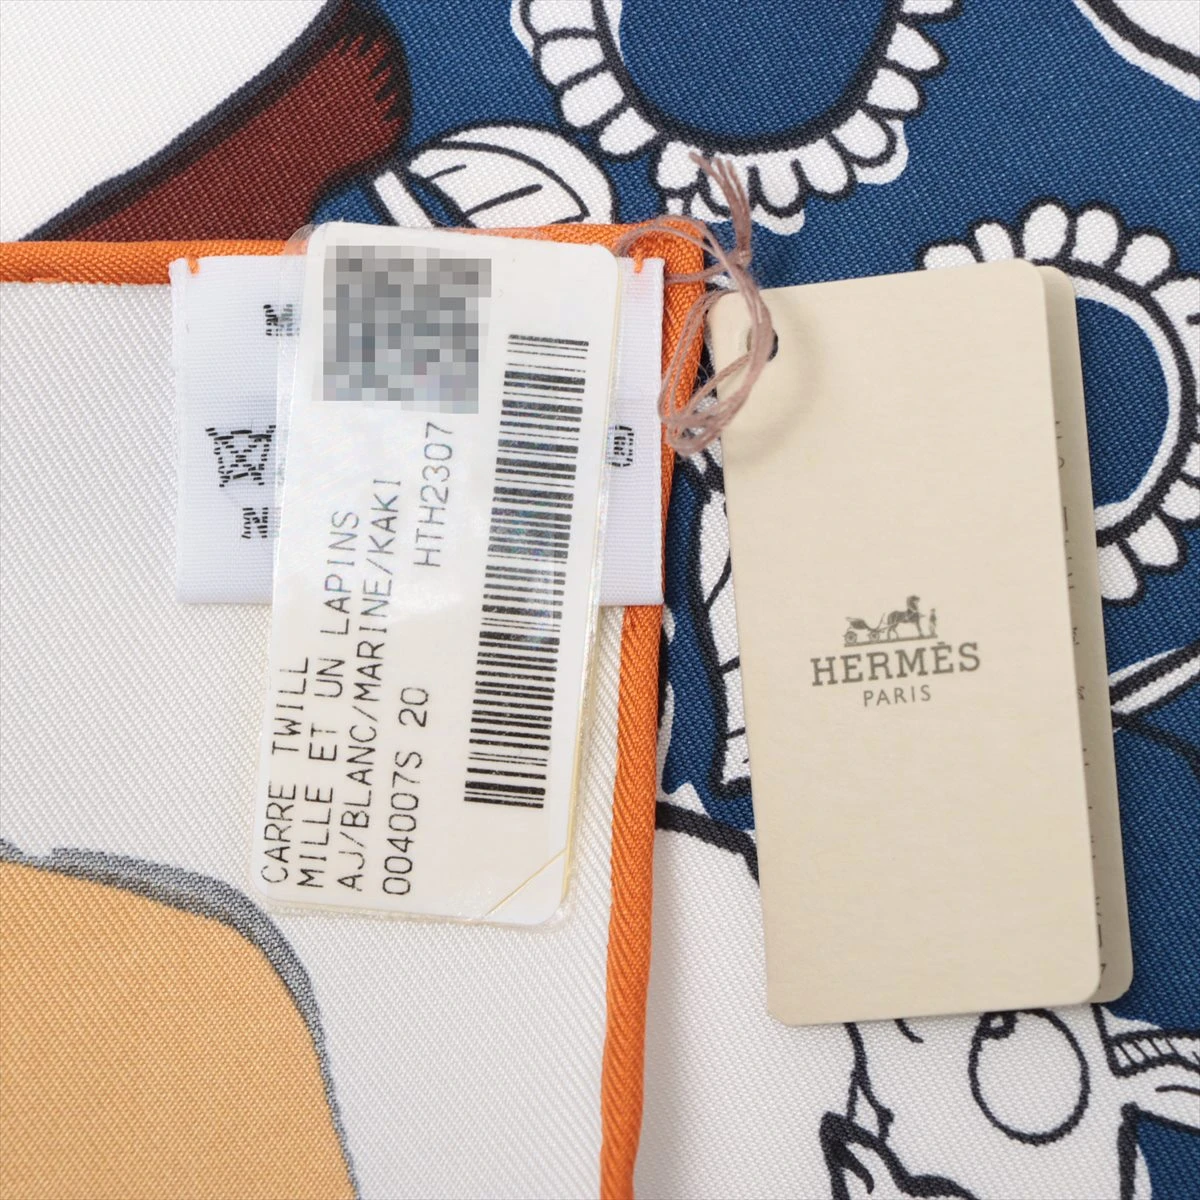 CARRE TWILL
MILLE ET UN LAPINS
AJ/BLANC/MARINE/KAKI
004007S 20 HTH2307
HERMÈS
PARIS